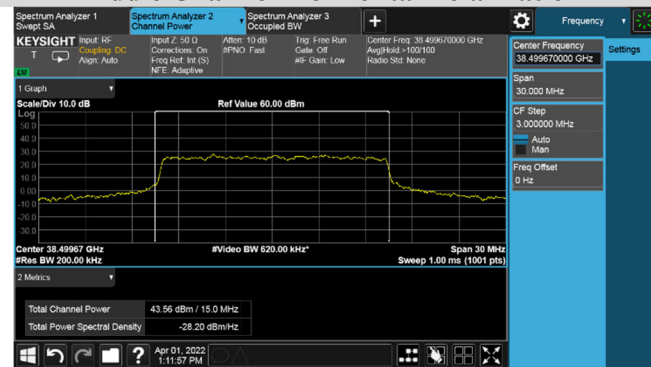 Spectrum Analyzer 1
Swept SA
Spectrum Analyzer 2
Channel Power
Spectrum Analyzer 3
Occupied BW
+
Frequency
KEYSIGHT
T
Input: RF
Coupling: DC
Align: Auto
Input Z: 50 Ω
Corrections: On
Freq Ref: Int (S)
NFE: Adaptive
Atten: 10 dB
#PNO: Fast
Trig: Free Run
Gate: Off
#IF Gain: Low
Center Freq: 38.499670000 GHz
Avg|Hold:>100/100
Radio Std: None
Center Frequency
38.499670000 GHz
Settings
Span
30.000 MHz
CF Step
3.000000 MHz
Auto
Man
Freq Offset
0 Hz
1 Graph
Scale/Div 10.0 dB
Ref Value 60.00 dBm
Log
50.0
40.0
30.0
20.0
10.0
0.00
-10.0
-20.0
-30.0
Center 38.49967 GHz
#Video BW 620.00 kHz*
Span 30 MHz
#Res BW 200.00 kHz
Sweep 1.00 ms (1001 pts)
2 Metrics
Total Channel Power
43.56 dBm / 15.0 MHz
Total Power Spectral Density
-28.20 dBm/Hz
?
Apr 01, 2022
1:11:57 PM